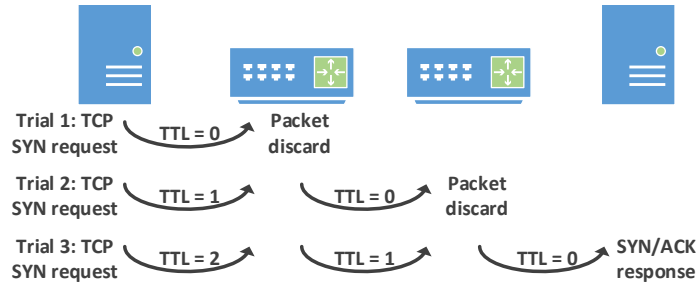 Trial 1: TCP
SYN request
TTL = 0
Packet
discard
Trial 2: TCP
SYN request
TTL = 1
TTL = 0
Packet
discard
Trial 3: TCP
SYN request
TTL = 2
TTL = 1
TTL = 0
SYN/ACK
response